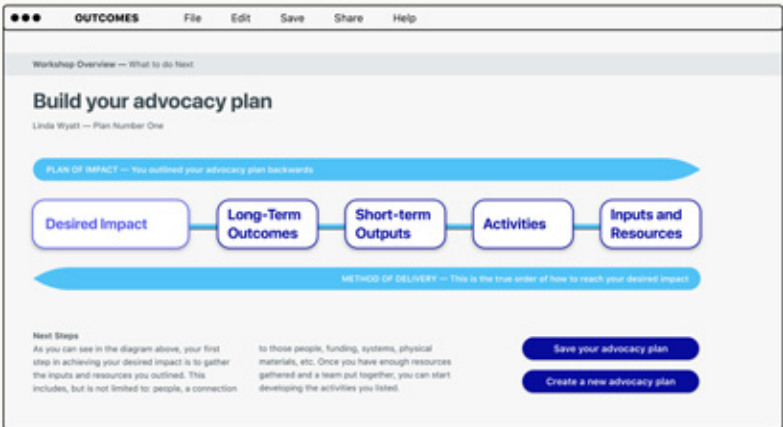 OUTCOMES File Edit Save Share Help
Workshop Overview — What to do Next
Build your advocacy plan
Linda Wyatt — Plan Number One
PLAN OF IMPACT — You outlined your advocacy plan backwards
Desired Impact
Long-Term
Outcomes
Short-term
Outputs
Activities
Inputs and
Resources
METHOD OF DELIVERY — This is the true order of how to reach your desired impact
Next Steps
As you can see in the diagram above, your first
step in achieving your desired impact is to gather
the inputs and resources you outlined. This
includes, but is not limited to: people, a connection
to those people, funding, systems, physical
materials, etc. Once you have enough resources
gathered and a team put together, you can start
developing the activities you listed.
Save your advocacy plan
Create a new advocacy plan